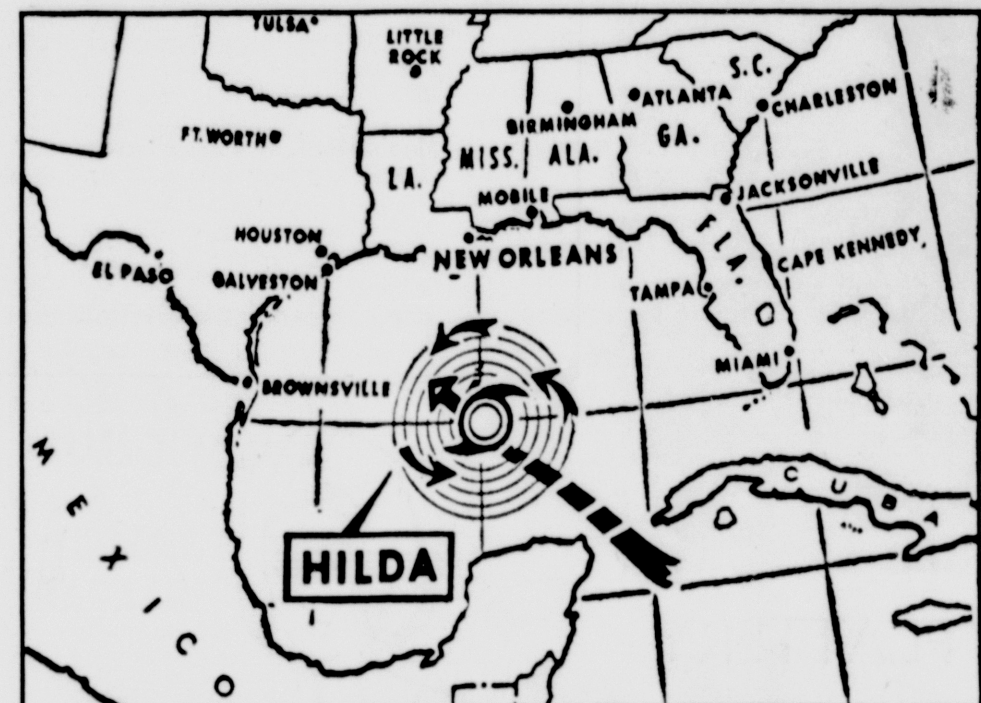 TULSA
LITTLE
ROCK
S.C.
ATLANTA
CHARLESTON
FT. WORTH
BIRMINGHAM
MISS.
ALA.
GA.
LA.
MOBILE
JACKSONVILLE
HOUSTON
NEW ORLEANS
FLA.
CAPE KENNEDY
EL PASO
GALVESTON
TAMPA
MIAMI
BROWNSVILLE
MEXICO
CUBA
HILDA